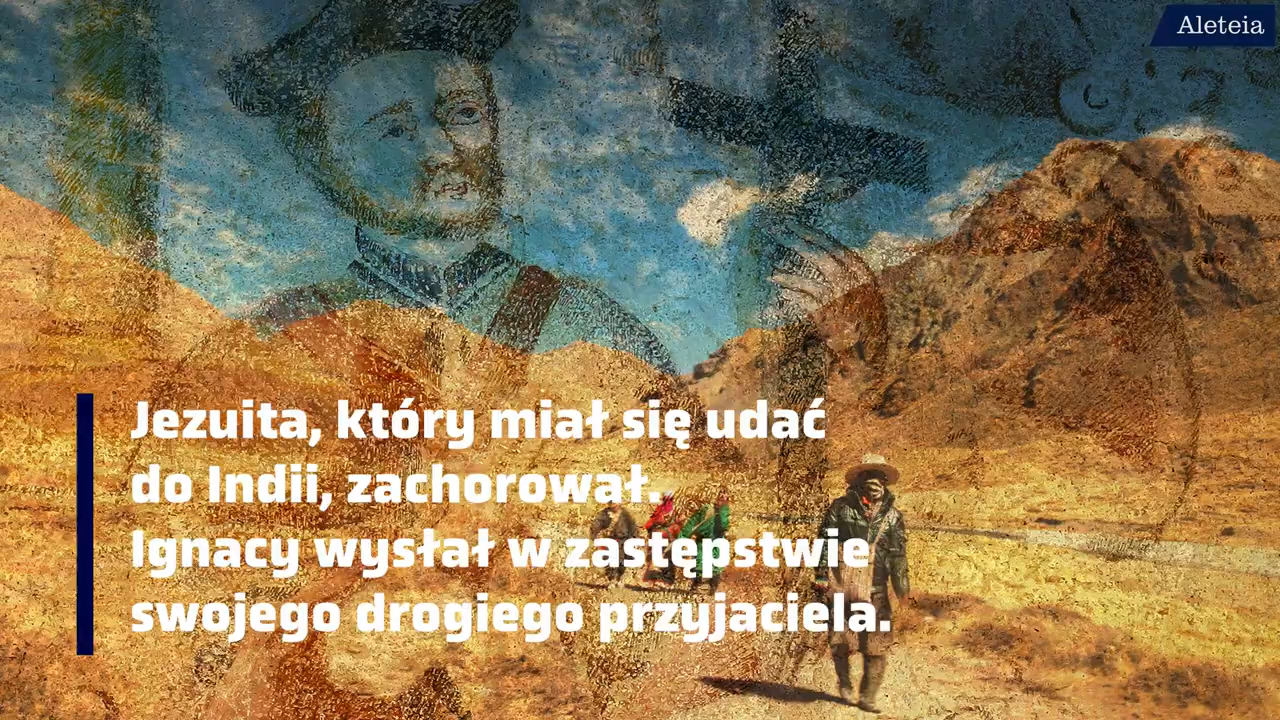 Aleteia
Jezuita, który miał się udać
do Indii, zachorował.
Ignacy wysłał w zastępstwie
swojego drogiego przyjaciela.